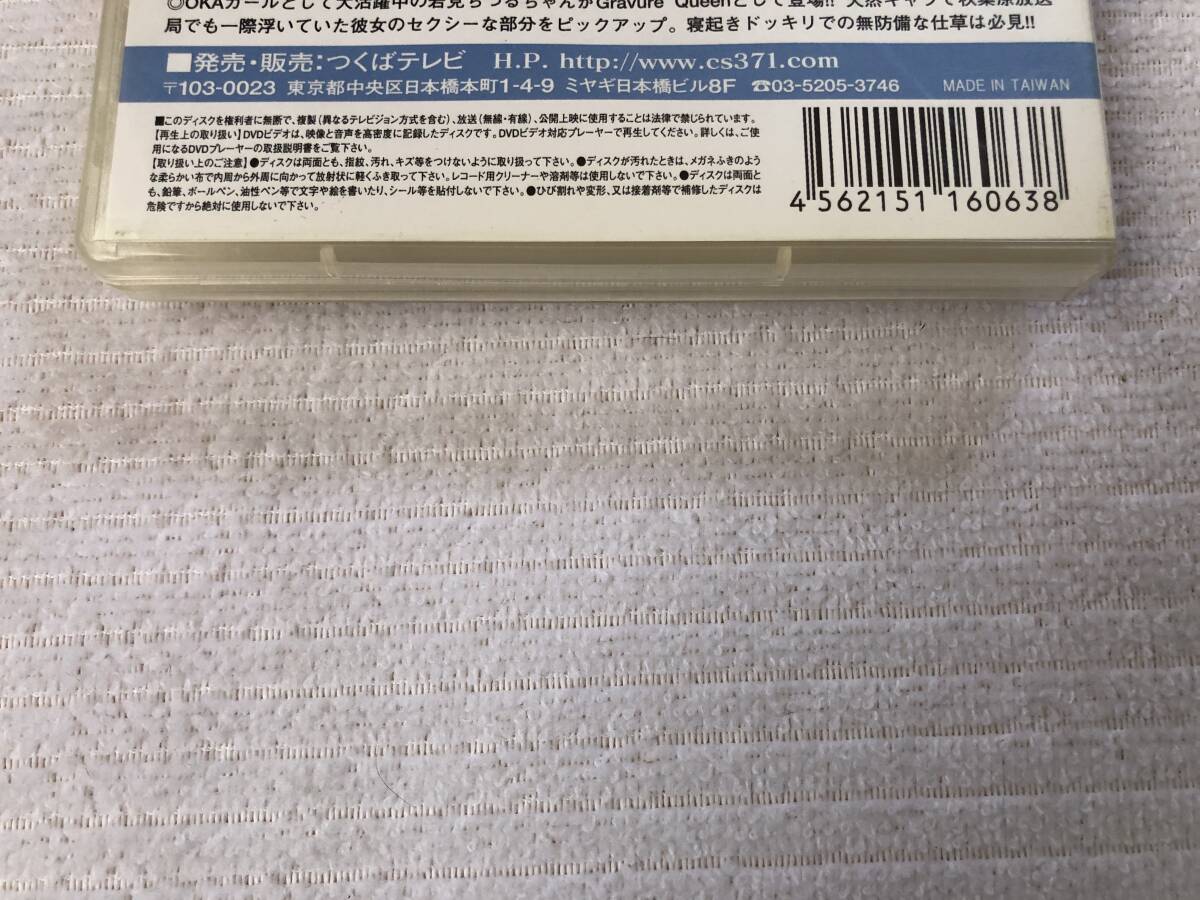 ◎OKAガールとして大活躍中の若見ちづるちゃんがGravure Queenとして登場!! 天然キャラで秋葉原放送
局でも一際浮いていた彼女のセクシーな部分をピックアップ。寝起きドッキリでの無防備な仕草は必見!!
■発売・販売:つくばテレビ H.P. http://www.cs371.com
〒103-0023 東京都中央区日本橋本町1-4-9 ミヤギ日本橋ビル8F ☎03-5205-3746 MADE IN TAIWAN
■このディスクを権利者に無断で、複製(異なるテレビジョン方式を含む)、放送(無線・有線)、公開上映に使用することは法律で禁じられています。
【再生上の取り扱い】DVDビデオは、映像と音声を高密度に記録したディスクです。DVDビデオ対応プレーヤーで再生してください。詳しくは、ご使
用になるDVDプレーヤーの取扱説明書をご覧下さい。
【取り扱い上のご注意】●ディスクは両面とも、指紋、汚れ、キズ等をつけないように取り扱って下さい。●ディスクが汚れたときは、メガネふきのよう
な柔らかい布で内周から外周に向かって放射状に軽くふき取って下さい。レコード用クリーナーや溶剤等は使用しないで下さい。●ディスクは両面と
も、鉛筆、ボールペン、油性ペン等で文字や絵を書いたり、シール等を貼付しないで下さい。●ひび割れや変形、又は接着剤等で補修したディスクは
危険ですから絶対に使用しないで下さい。
4 562151 160638